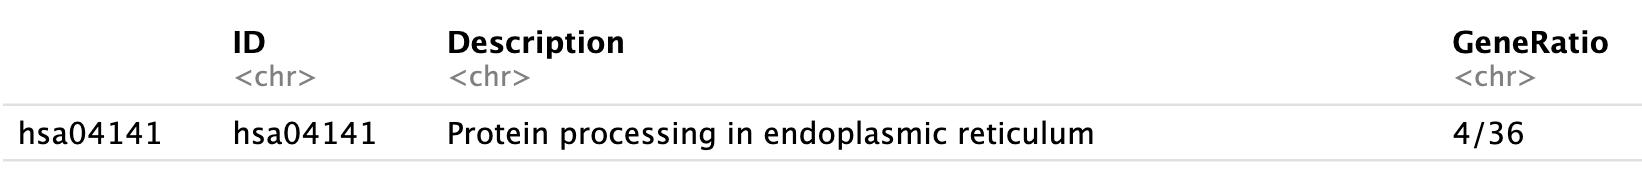 ID Description GeneRatio
<chr> <chr> <chr>
hsa04141 hsa04141 Protein processing in endoplasmic reticulum 4/36